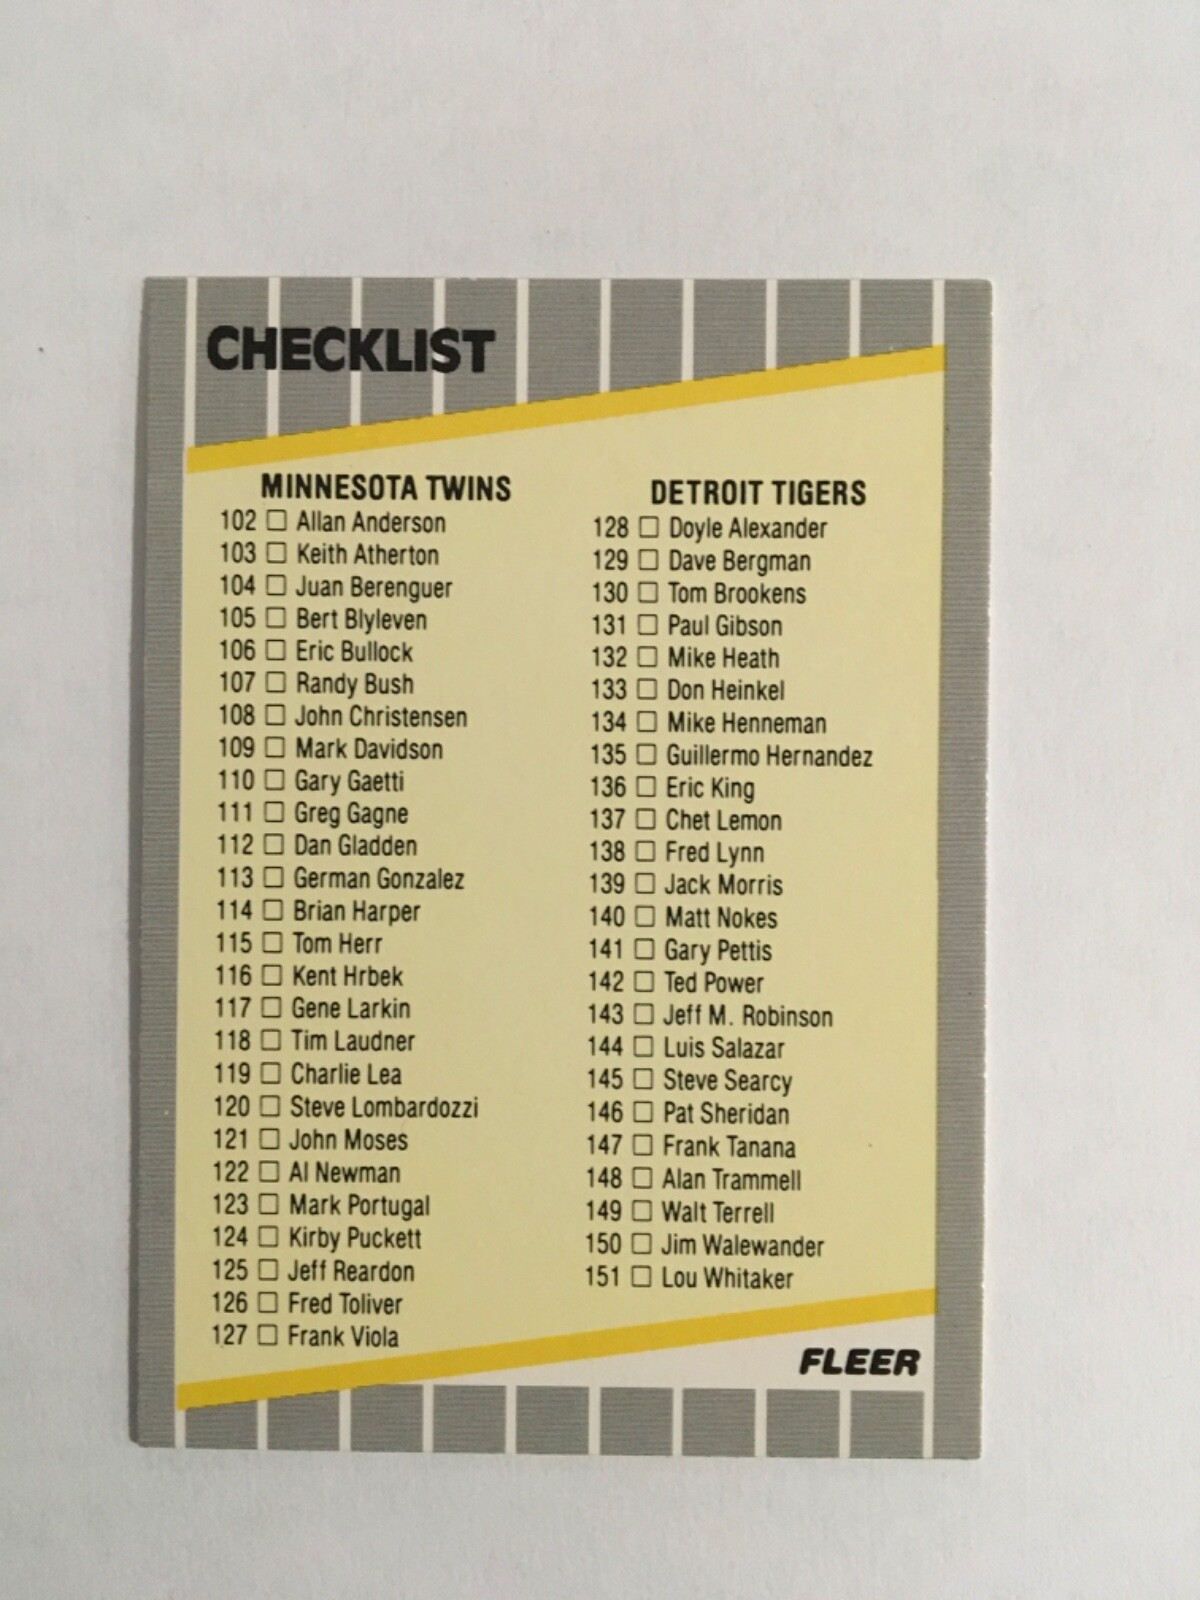 CHECKLIST
MINNESOTA TWINS
102 ☐ Allan Anderson
103 ☐ Keith Atherton
104 ☐ Juan Berenguer
105 ☐ Bert Blyleven
106 ☐ Eric Bullock
107 ☐ Randy Bush
108 ☐ John Christensen
109 ☐ Mark Davidson
110 ☐ Gary Gaetti
111 ☐ Greg Gagne
112 ☐ Dan Gladden
113 ☐ German Gonzalez
114 ☐ Brian Harper
115 ☐ Tom Herr
116 ☐ Kent Hrbek
117 ☐ Gene Larkin
118 ☐ Tim Laudner
119 ☐ Charlie Lea
120 ☐ Steve Lombardozzi
121 ☐ John Moses
122 ☐ Al Newman
123 ☐ Mark Portugal
124 ☐ Kirby Puckett
125 ☐ Jeff Reardon
126 ☐ Fred Toliver
127 ☐ Frank Viola
DETROIT TIGERS
128 ☐ Doyle Alexander
129 ☐ Dave Bergman
130 ☐ Tom Brookens
131 ☐ Paul Gibson
132 ☐ Mike Heath
133 ☐ Don Heinkel
134 ☐ Mike Henneman
135 ☐ Guillermo Hernandez
136 ☐ Eric King
137 ☐ Chet Lemon
138 ☐ Fred Lynn
139 ☐ Jack Morris
140 ☐ Matt Nokes
141 ☐ Gary Pettis
142 ☐ Ted Power
143 ☐ Jeff M. Robinson
144 ☐ Luis Salazar
145 ☐ Steve Searcy
146 ☐ Pat Sheridan
147 ☐ Frank Tanana
148 ☐ Alan Trammell
149 ☐ Walt Terrell
150 ☐ Jim Walewander
151 ☐ Lou Whitaker
FLEER